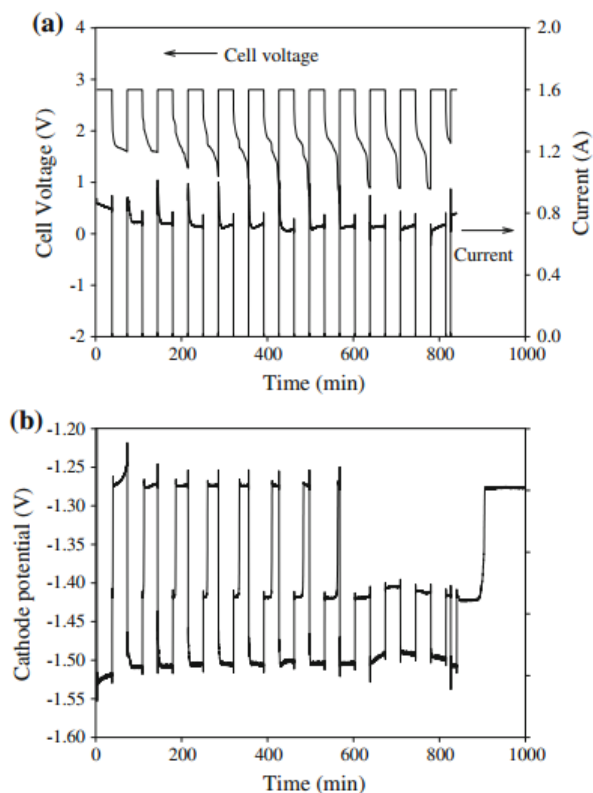 (a)
4
3
2
1
0
-1
-2
Cell Voltage (V)
Cell voltage
Current
2.0
1.6
1.2
0.8
0.4
0.0
Current (A)
0 200 400 600 800 1000
Time (min)
(b)
-1.20
-1.25
-1.30
-1.35
-1.40
-1.45
-1.50
-1.55
-1.60
Cathode potential (V)
0 200 400 600 800 1000
Time (min)